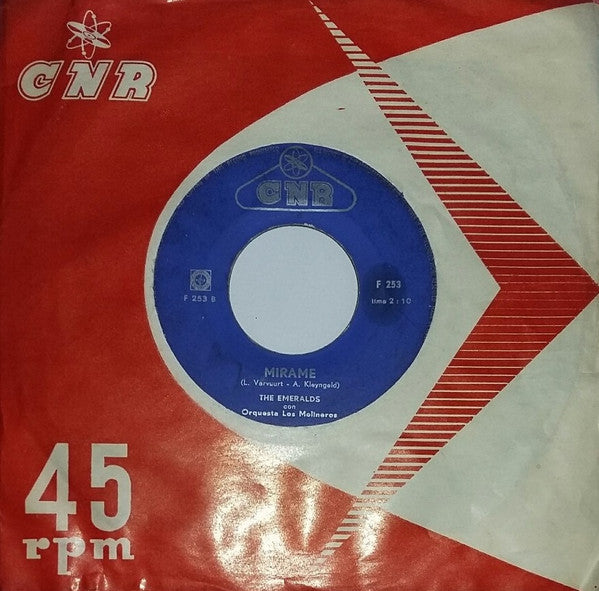 CNR
CNR
F 253 B
F 253
time 2:10
MIRAME
(L. Varvuurt - A. Kleyngeld)
THE EMERALDS
con
Orquesta Los Molineros
45
rpm